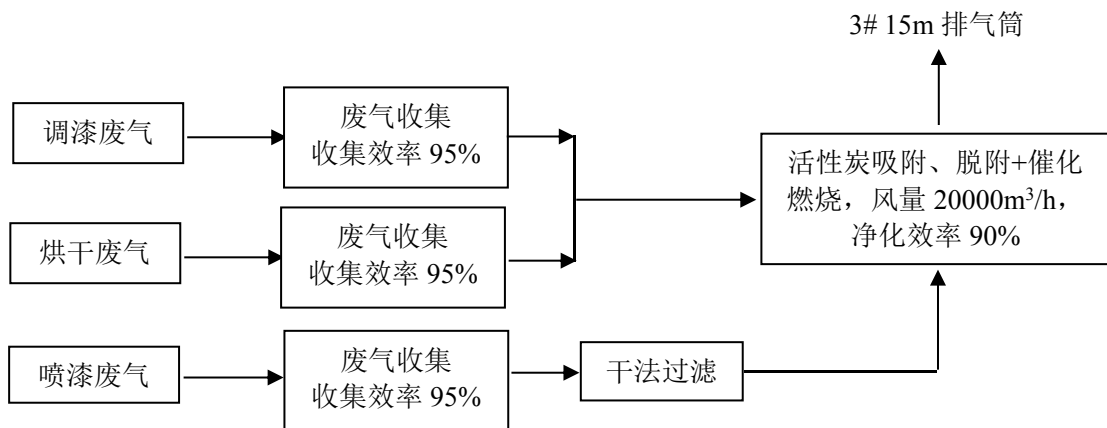 3# 15m 排气筒
调漆废气
废气收集
收集效率 95%
活性炭吸附、脱附+催化
燃烧，风量 20000m³/h，
净化效率 90%
烘干废气
废气收集
收集效率 95%
喷漆废气
废气收集
收集效率 95%
干法过滤